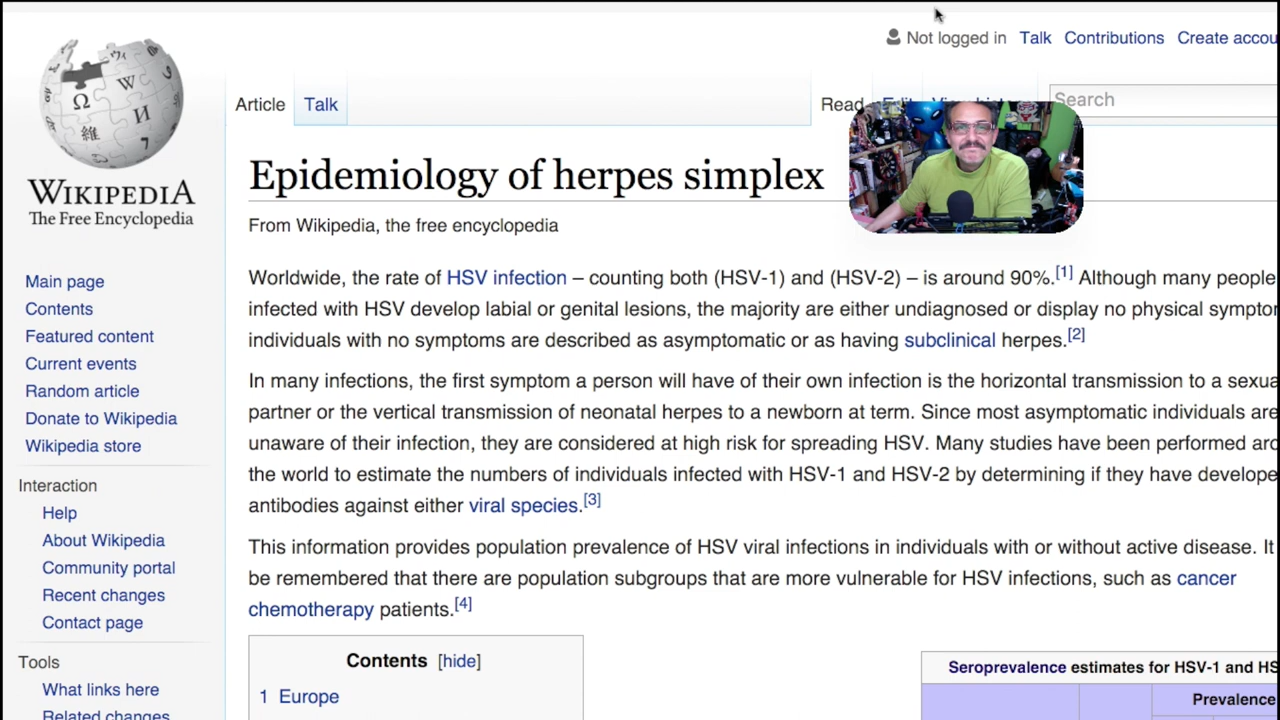 Not logged in Talk Contributions Create accou
Article Talk Read Search
Epidemiology of herpes simplex
WIKIPEDIA
The Free Encyclopedia
From Wikipedia, the free encyclopedia
Worldwide, the rate of HSV infection – counting both (HSV-1) and (HSV-2) – is around 90%.[1] Although many people
infected with HSV develop labial or genital lesions, the majority are either undiagnosed or display no physical sympto
individuals with no symptoms are described as asymptomatic or as having subclinical herpes.[2]
In many infections, the first symptom a person will have of their own infection is the horizontal transmission to a sexua
partner or the vertical transmission of neonatal herpes to a newborn at term. Since most asymptomatic individuals are
unaware of their infection, they are considered at high risk for spreading HSV. Many studies have been performed aro
the world to estimate the numbers of individuals infected with HSV-1 and HSV-2 by determining if they have develope
antibodies against either viral species.[3]
This information provides population prevalence of HSV viral infections in individuals with or without active disease. It
be remembered that there are population subgroups that are more vulnerable for HSV infections, such as cancer
chemotherapy patients.[4]
Main page
Contents
Featured content
Current events
Random article
Donate to Wikipedia
Wikipedia store
Interaction
Help
About Wikipedia
Community portal
Recent changes
Contact page
Tools
What links here
Related changes
Contents [hide]
1 Europe
Seroprevalence estimates for HSV-1 and HS
Prevalence